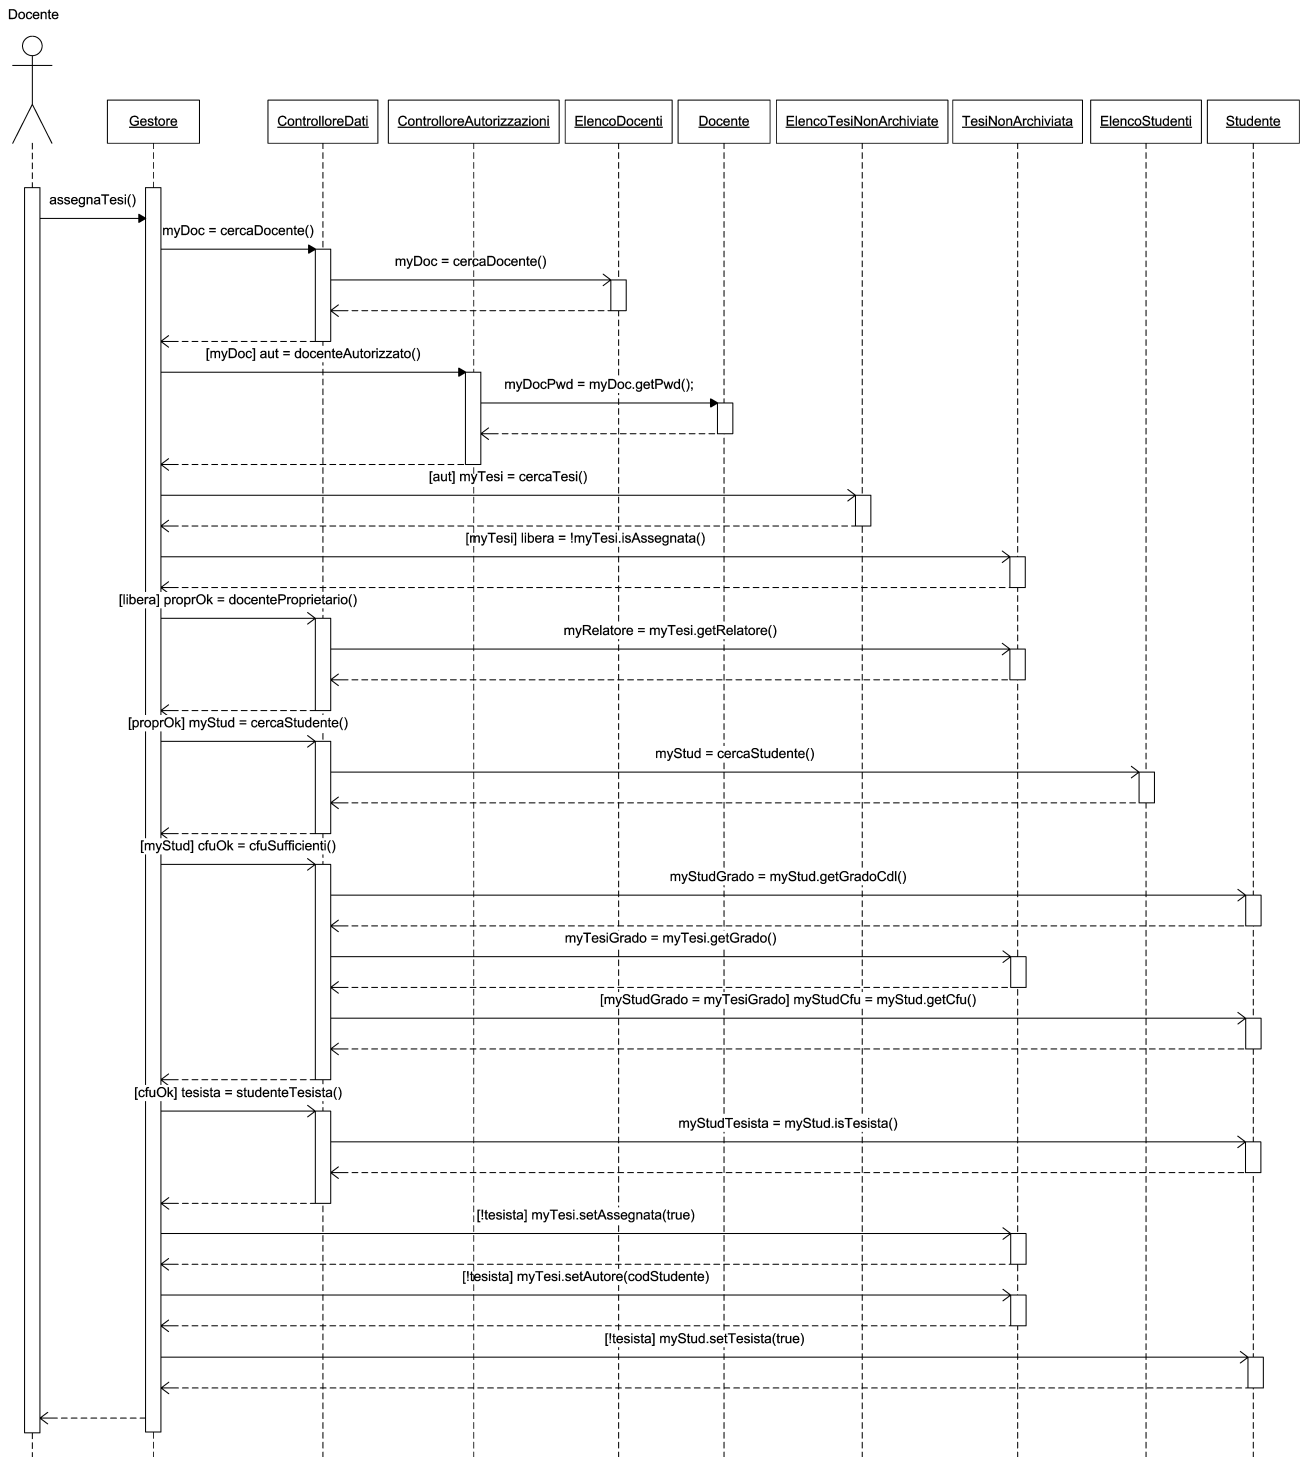 Docente
Gestore
ControlloreDati
ControlloreAutorizzazioni
ElencoDocenti
Docente
ElencoTesiNonArchiviate
TesiNonArchiviata
ElencoStudenti
Studente
assegnaTesi()
myDoc = cercaDocente()
myDoc = cercaDocente()
[myDoc] aut = docenteAutorizzato()
myDocPwd = myDoc.getPwd();
[aut] myTesi = cercaTesi()
[myTesi] libera = !myTesi.isAssegnata()
[libera] proprOk = docenteProprietario()
myRelatore = myTesi.getRelatore()
[proprOk] myStud = cercaStudente()
myStud = cercaStudente()
[myStud] cfuOk = cfuSufficienti()
myStudGrado = myStud.getGradoCdl()
myTesiGrado = myTesi.getGrado()
[myStudGrado = myTesiGrado] myStudCfu = myStud.getCfu()
[cfuOk] tesista = studenteTesista()
myStudTesista = myStud.isTesista()
[!tesista] myTesi.setAssegnata(true)
[!tesista] myTesi.setAutore(codStudente)
[!tesista] myStud.setTesista(true)